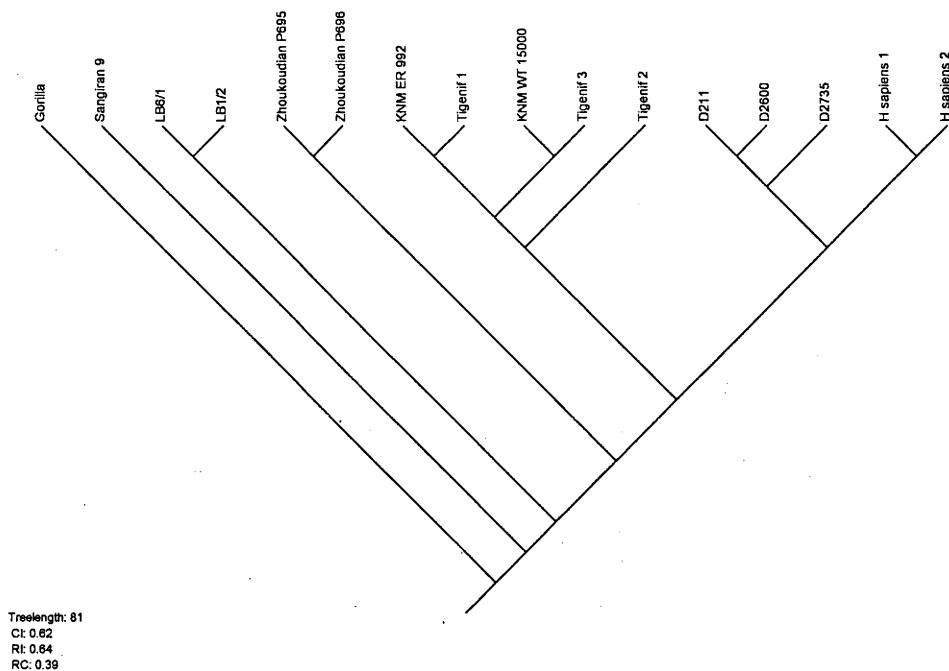 Gorilla
Sangiran 9
LB6/1
LB1/2
Zhoukoudian P695
Zhoukoudian P696
KNM ER 992
Tigenif 1
KNM WT 15000
Tigenif 3
Tigenif 2
D211
D2600
D2735
H sapiens 1
H sapiens 2
Treelength: 81
CI: 0.62
RI: 0.64
RC: 0.39